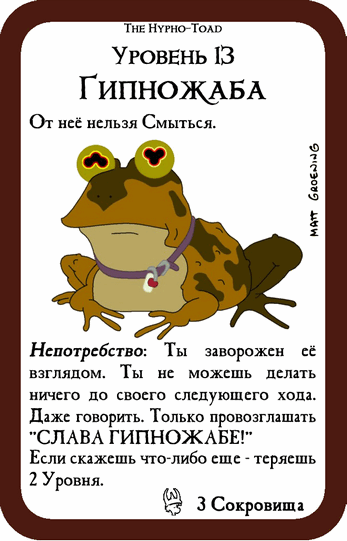 The Hypno-Toad
Уровень 13
Гипножаба
От неё нельзя Смыться.
Matt Groening
Непотребство: Ты заворожен её
взглядом. Ты не можешь делать
ничего до своего следующего хода.
Даже говорить. Только провозглашать
"СЛАВА ГИПНОЖАБЕ!"
Если скажешь что-либо еще - теряешь
2 Уровня.
3 Сокровища